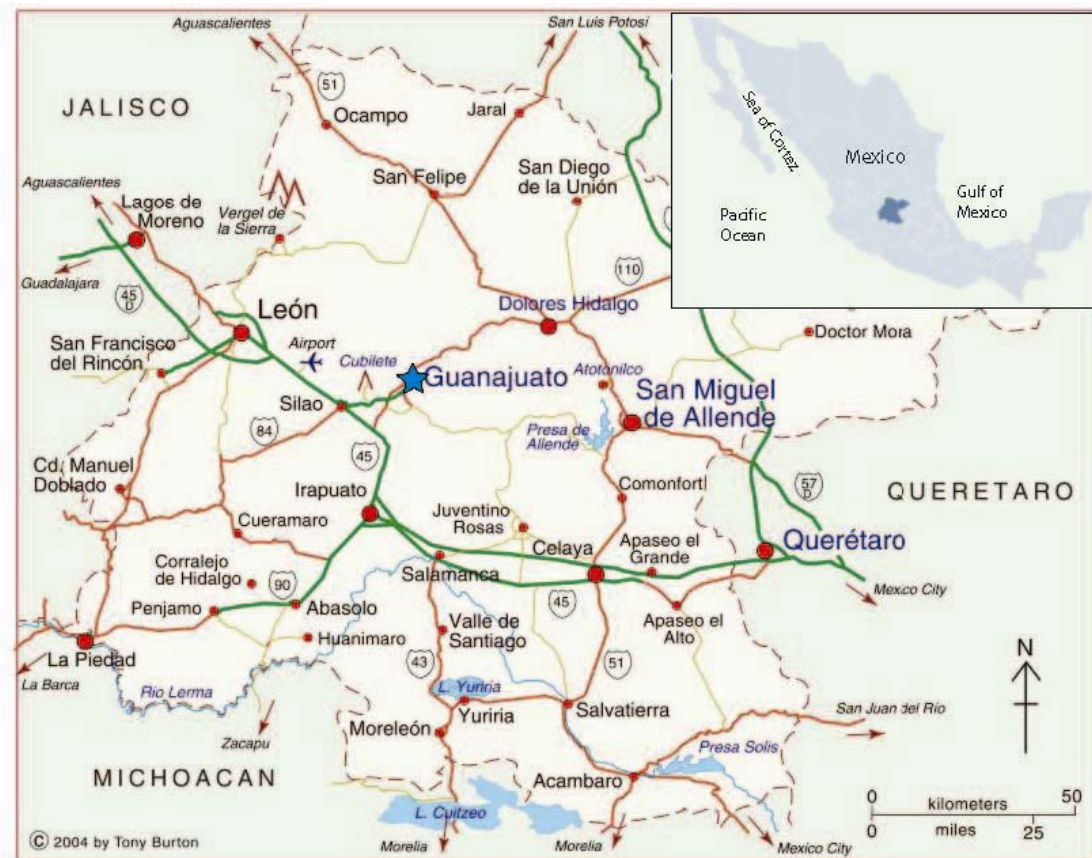 Aguascalientes
San Luis Potosí
51
JALISCO
Ocampo
Jaral
San Felipe
San Diego
de la Unión
Aguascalientes
Lagos de
Moreno
Vergel de
la Sierra
Guadalajara
45
D
110
Sea of Cortez
Mexico
Gulf of
Mexico
Pacific
Ocean
León
Dolores Hidalgo
Doctor Mora
San Francisco
del Rincón
Airport
Cubilete
Guanajuato
Atotonilco
San Miguel
de Allende
Silao
84
Presa de
Allende
45
Cd. Manuel
Doblado
Irapuato
Comonfort
57
D
QUERETARO
Cueramaro
Juventino
Rosas
Celaya
Apaseo el
Grande
Querétaro
Corralejo
de Hidalgo
Salamanca
Mexico City
90
45
Penjamo
Abasolo
Valle de
Santiago
Apaseo el
Alto
La Piedad
Huanimaro
43
51
N
La Barca
Rio Lerma
L. Yuriria
Yuriria
Salvatierra
San Juan del Rio
Zacapu
Moreleón
Presa Solis
MICHOACAN
Acambaro
0 50
kilometers
miles
0 25
L. Cuitzeo
© 2004 by Tony Burton
Morelia
Morelia
Mexico City